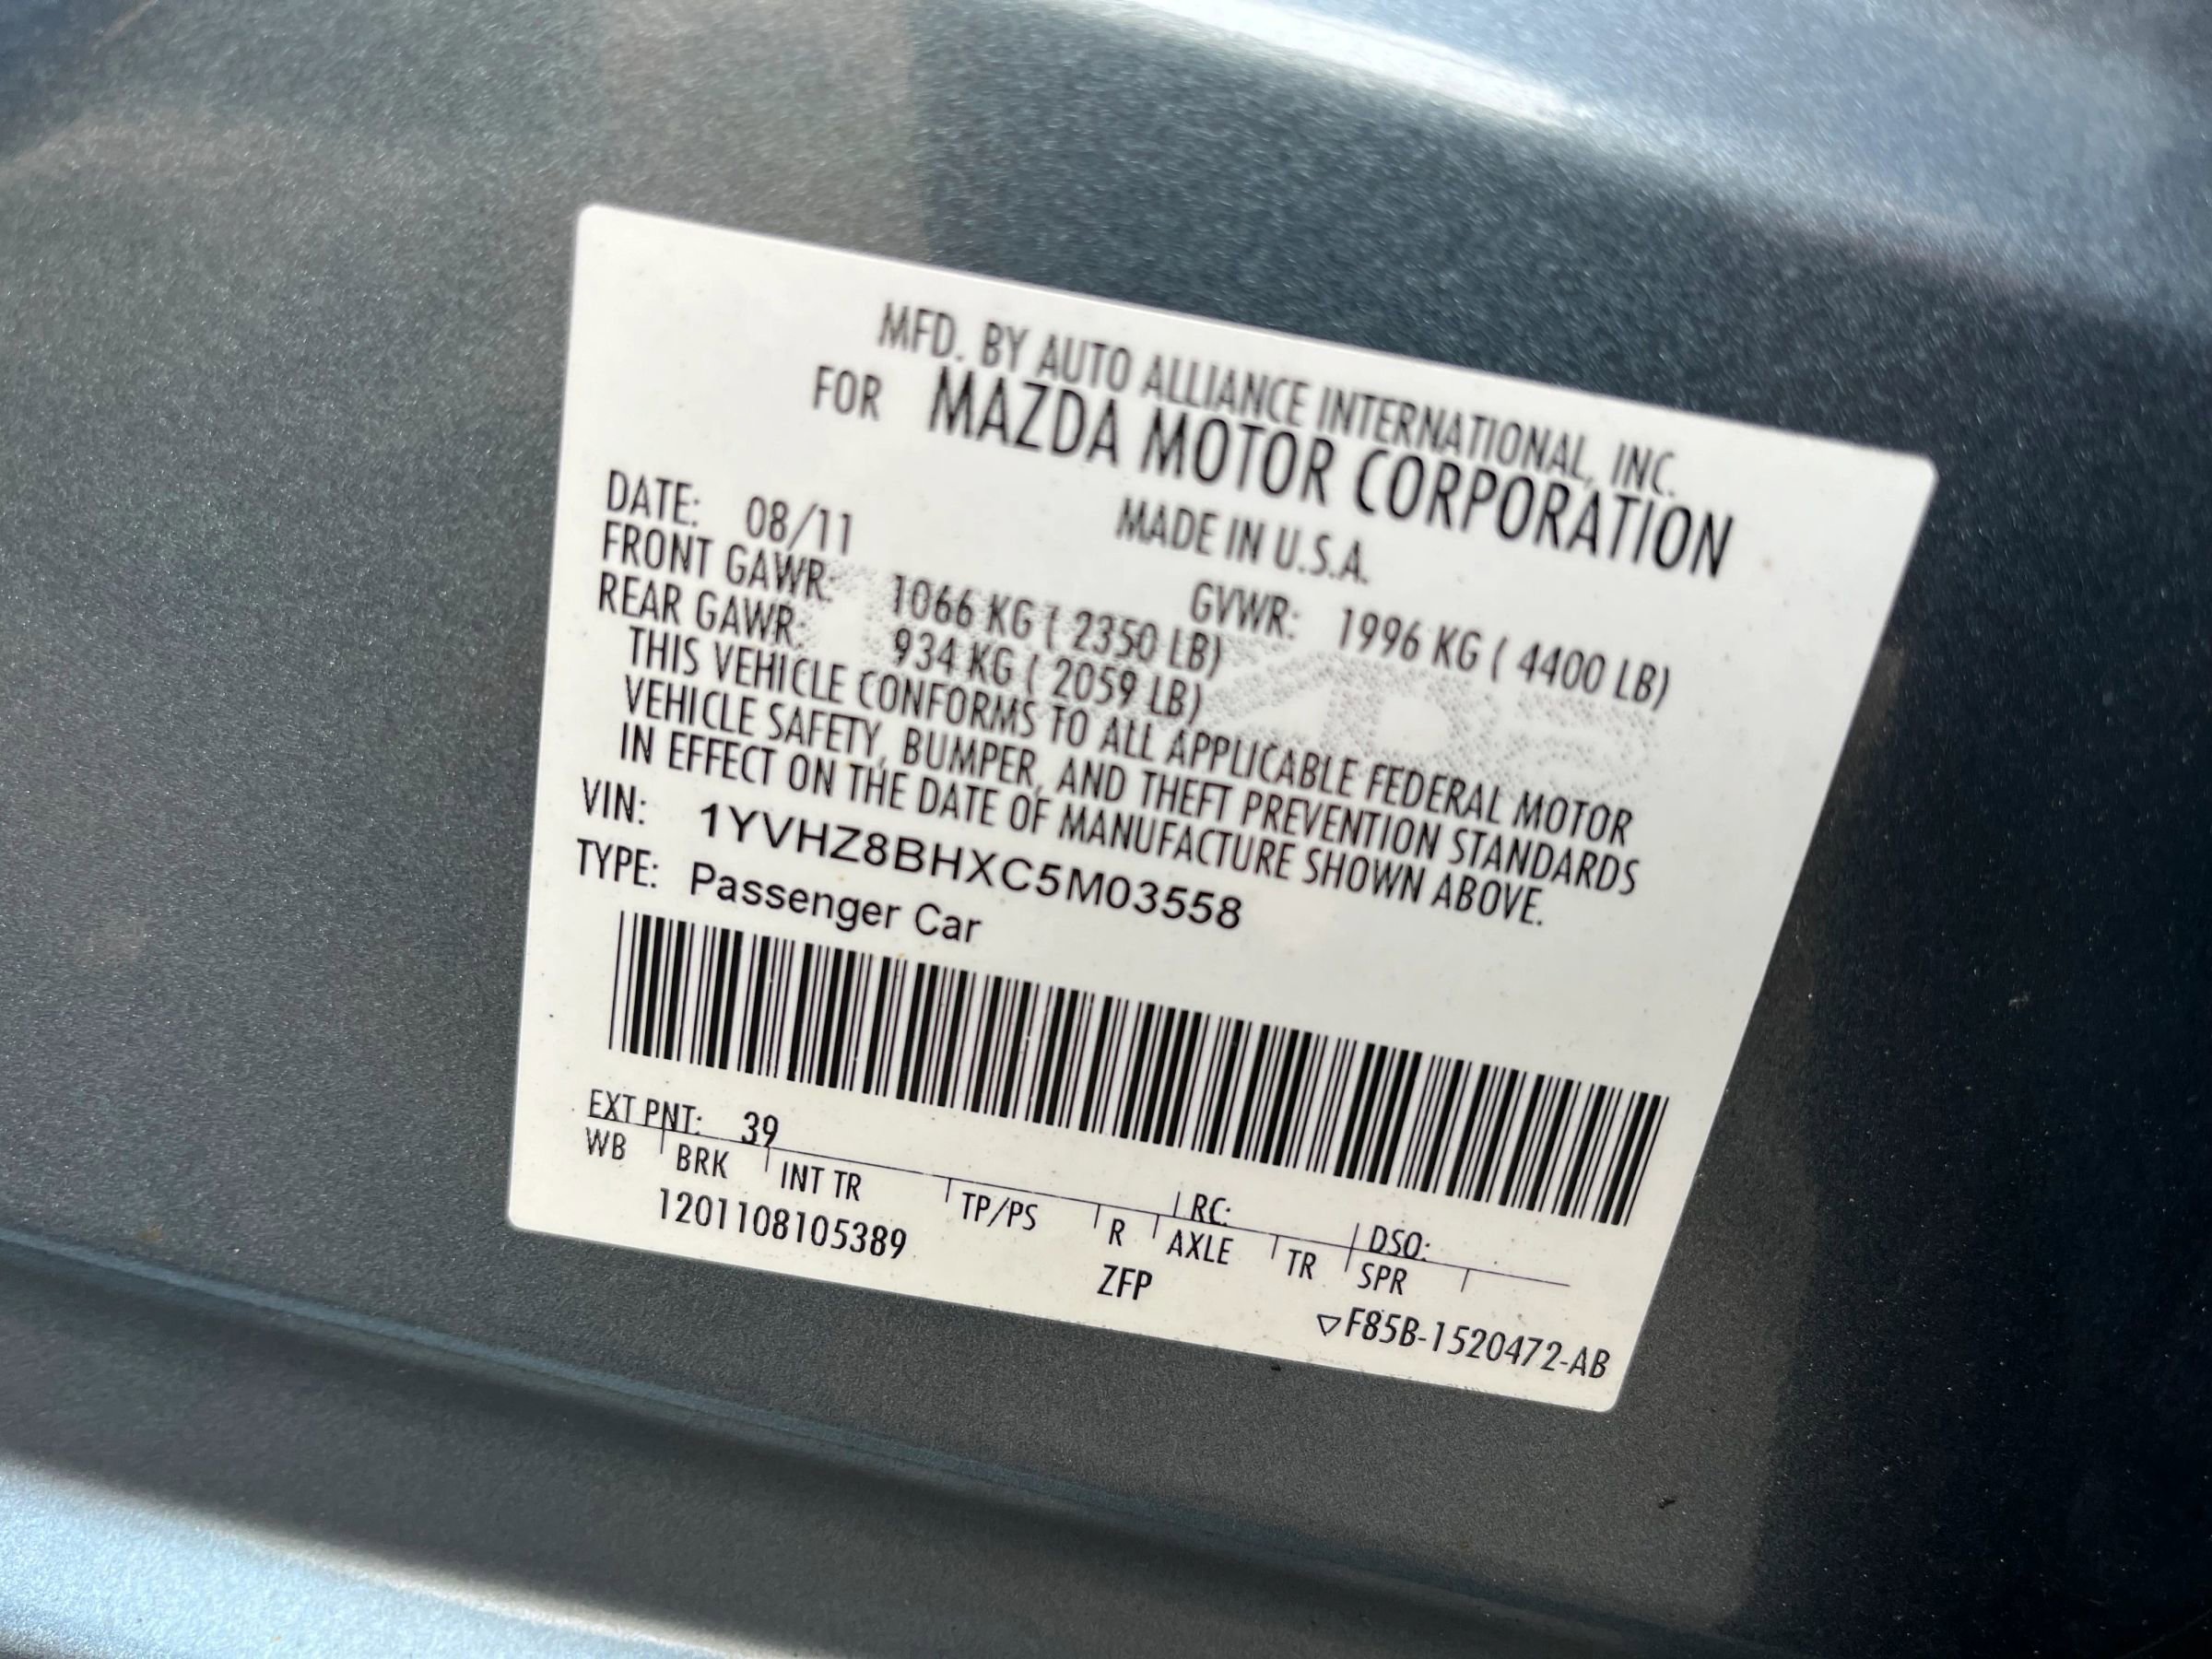 MFD. BY AUTO ALLIANCE INTERNATIONAL, INC.
FOR MAZDA MOTOR CORPORATION
MADE IN U.S.A.
DATE: 08/11 GVWR: 1996 KG ( 4400 LB)
FRONT GAWR: 1066 KG ( 2350 LB)
REAR GAWR: 934 KG ( 2059 LB)
THIS VEHICLE CONFORMS TO ALL APPLICABLE FEDERAL MOTOR
VEHICLE SAFETY, BUMPER, AND THEFT PREVENTION STANDARDS
IN EFFECT ON THE DATE OF MANUFACTURE SHOWN ABOVE.
VIN: 1YVHZ8BHXC5M03558
TYPE: Passenger Car
EXT PNT: 39 RC: DSO:
WB BRK INT TR TP/PS R AXLE TR SPR
1201108105389 ZFP
▽F85B-1520472-AB